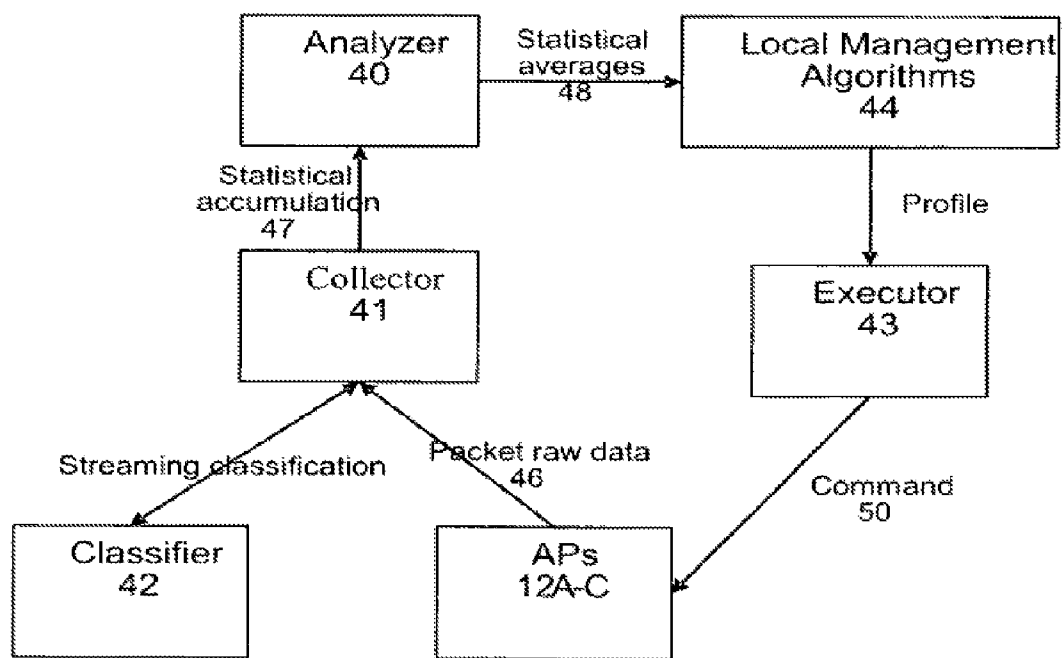 Analyzer
40
Statistical
averages
48
Local Management
Algorithms
44
Statistical
accumulation
47
Profile
Collector
41
Executor
43
Streaming classification
Packet raw data
46
Command
50
Classifier
42
APs
12A-C